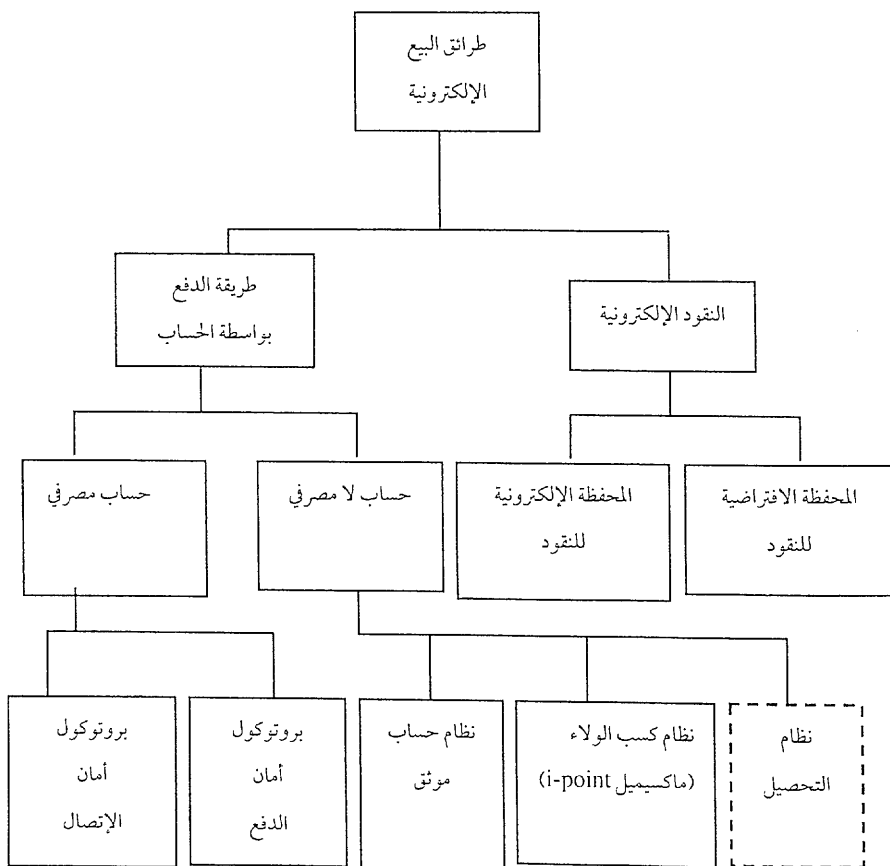 طرائق البيع
الإلكترونية
النقود الإلكترونية
طريقة الدفع
بواسطة الحساب
المحفظة الافتراضية
للنقود
المحفظة الإلكترونية
للنقود
حساب لا مصرفي
حساب مصرفي
نظام
التحصيل
نظام كسب الولاء
(ماكسيميل i-point)
نظام حساب
موثق
بروتوكول
أمان
الدفع
بروتوكول
أمان
الإتصال